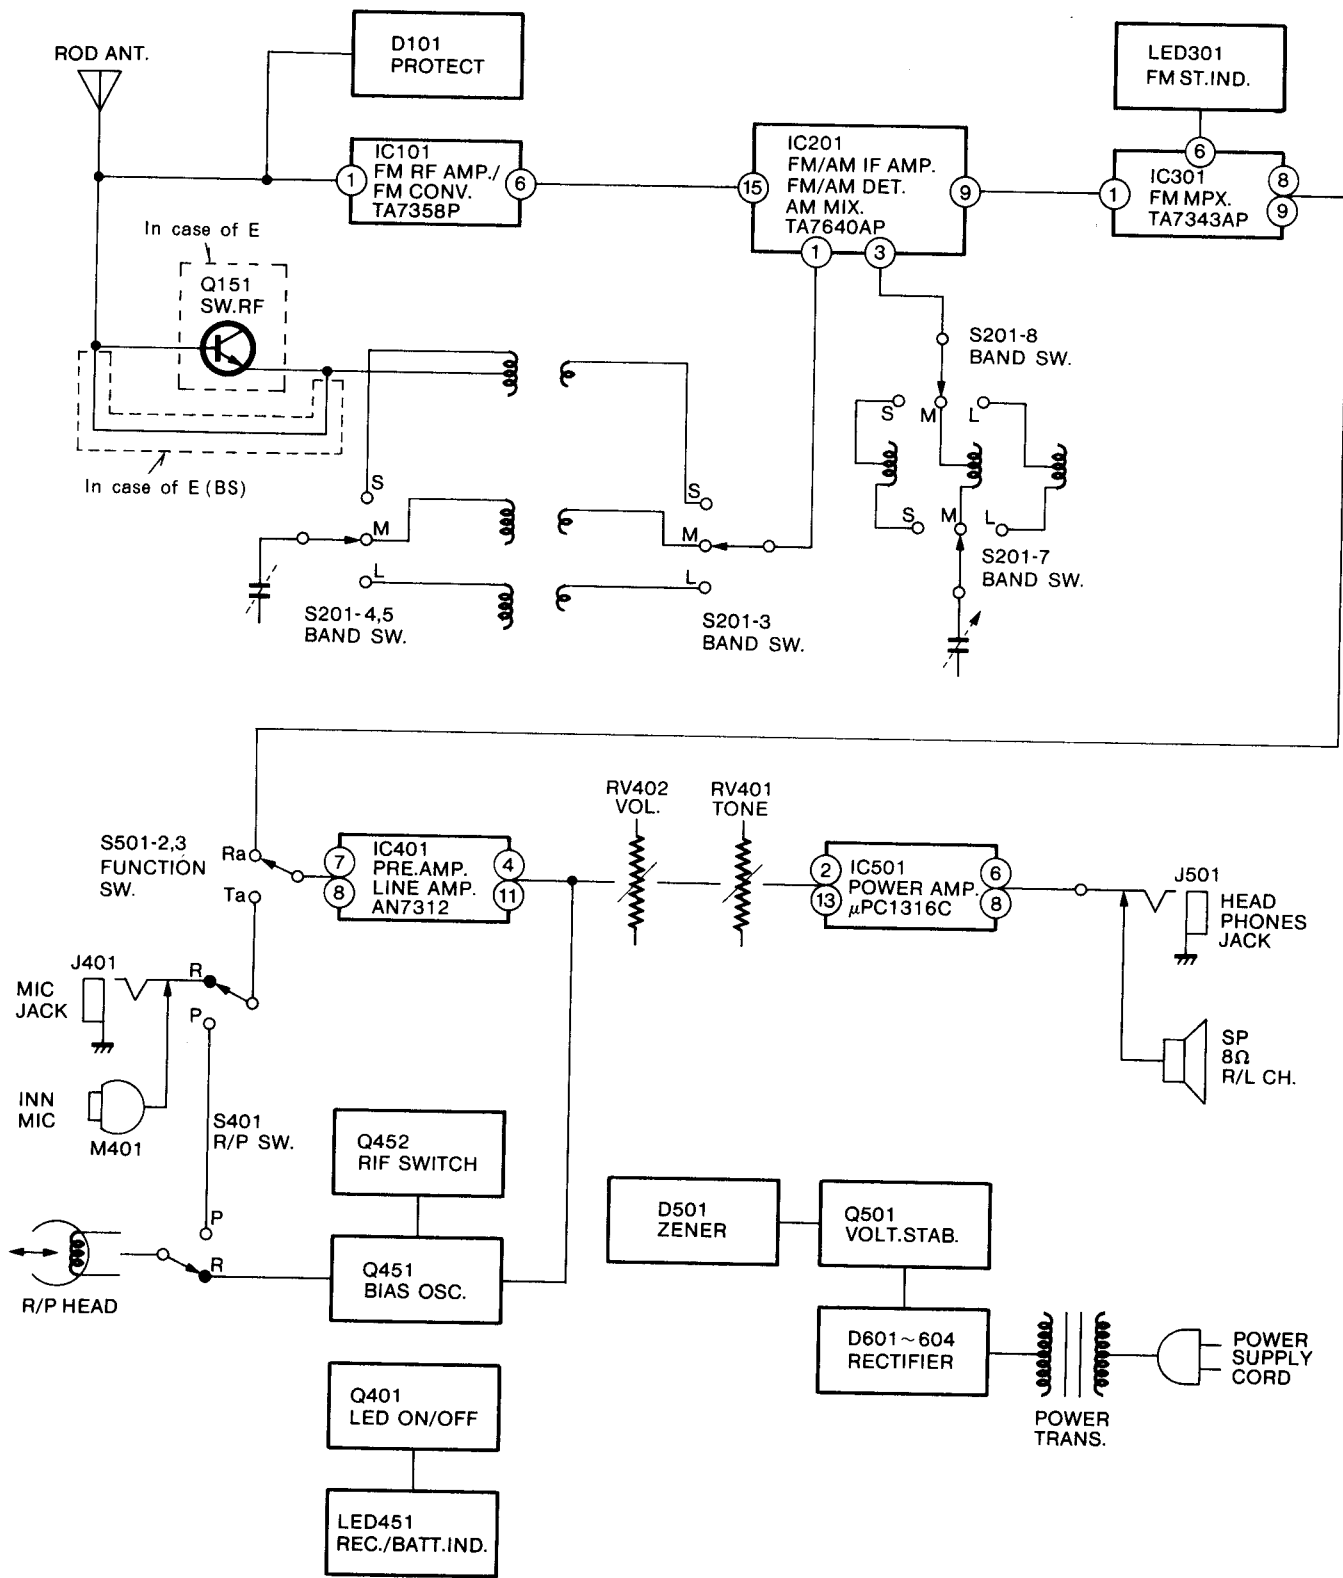 ROD ANT.
D101
PROTECT
LED301
FM ST.IND.
1
IC101
FM RF AMP./
FM CONV.
TA7358P
6
15
IC201
FM/AM IF AMP.
FM/AM DET.
AM MIX.
TA7640AP
9
1
3
6
1
IC301
FM MPX.
TA7343AP
8
9
In case of E
Q151
SW.RF
In case of E (BS)
S201-8
BAND SW.
S
M
L
S
M
L
S201-7
BAND SW.
S
M
L
S201-4,5
BAND SW.
S
M
L
S201-3
BAND SW.
RV402
VOL.
RV401
TONE
S501-2,3
FUNCTION
SW.
Ra
Ta
7
8
IC401
PRE.AMP.
LINE AMP.
AN7312
4
11
2
13
IC501
POWER AMP.
μPC1316C
6
8
J501
HEAD
PHONES
JACK
J401
MIC
JACK
R
P
INN
MIC
M401
S401
R/P SW.
SP
8Ω
R/L CH.
Q452
RIF SWITCH
D501
ZENER
Q501
VOLT.STAB.
P
R
R/P HEAD
Q451
BIAS OSC.
D601~604
RECTIFIER
POWER
SUPPLY
CORD
POWER
TRANS.
Q401
LED ON/OFF
LED451
REC./BATT.IND.